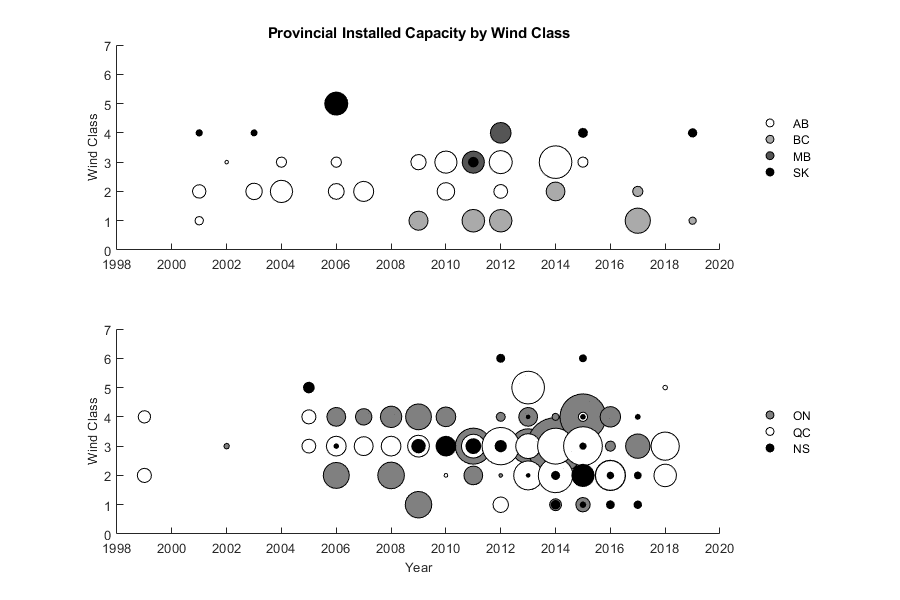 Provincial Installed Capacity by Wind Class
7
6
5
4
3
2
1
0
Wind Class
1998 2000 2002 2004 2006 2008 2010 2012 2014 2016 2018 2020
AB
BC
MB
SK
7
6
5
4
3
2
1
0
Wind Class
1998 2000 2002 2004 2006 2008 2010 2012 2014 2016 2018 2020
Year
ON
QC
NS